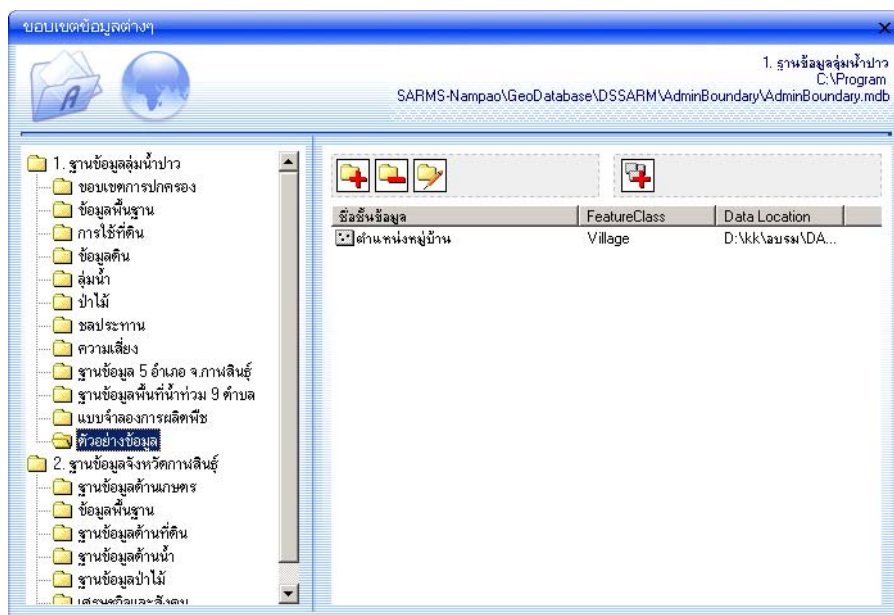 ขอบเขตข้อมูลต่างๆ
1. ฐานข้อมูลลุ่มน้ำปาว
C:\Program
SARMS-Nampao\GeoDatabase\DSSARM\AdminBoundary\AdminBoundary.mdb
1. ฐานข้อมูลลุ่มน้ำปาว
ขอบเขตการปกครอง
ข้อมูลพื้นฐาน
การใช้ที่ดิน
ข้อมูลดิน
ลุ่มน้ำ
ป่าไม้
ชลประทาน
ความเสี่ยง
ฐานข้อมูล 5 อำเภอ จ.กาฬสินธุ์
ฐานข้อมูลพื้นที่น้ำท่วม 9 ตำบล
แบบจำลองการผลิตพืช
ตัวอย่างข้อมูล
2. ฐานข้อมูลจังหวัดกาฬสินธุ์
ฐานข้อมูลด้านเกษตร
ข้อมูลพื้นฐาน
ฐานข้อมูลด้านที่ดิน
ฐานข้อมูลด้านน้ำ
ฐานข้อมูลป่าไม้
เศรษฐกิจและสังคม
ชื่อชั้นข้อมูล FeatureClass Data Location
ตำแหน่งหมู่บ้าน Village D:\kk\อบรม\DA...